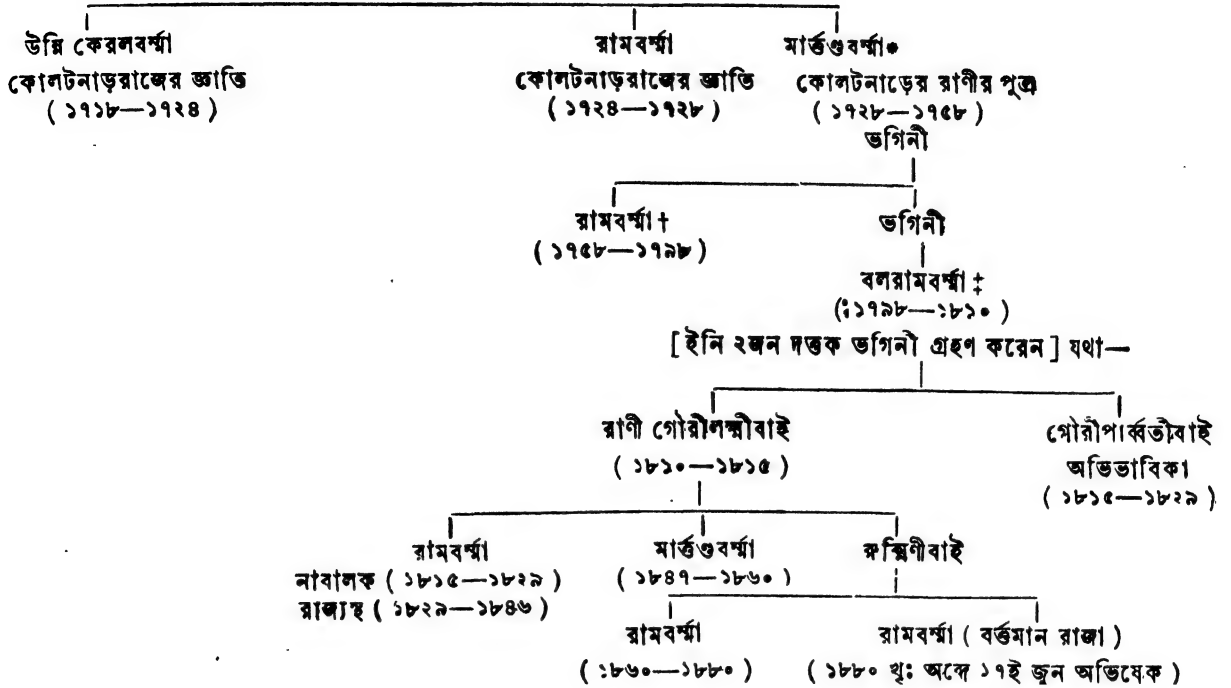 উন্নি কেরলবর্ম্মা রামবর্ম্মা মার্ত্তণ্ডবর্ম্মা*
কোলটনাড়রাজের জ্ঞাতি কোলটনাড়রাজের জ্ঞাতি কোলটনাড়ের রাণীর পুত্র
( ১৭১৮—১৭২৪ ) ( ১৭২৪—১৭২৮ ) ( ১৭২৮—১৭৫৮ )
ভগিনী
রামবর্ম্মা † ভগিনী
( ১৭৫৮—১৭৯৮ )
বলরামবর্ম্মা ‡
(১৭৯৮—১৮১০ )
[ ইনি ২জন দত্তক ভগিনী গ্রহণ করেন ] যথা—
রাণী গৌরীলক্ষ্মীবাই গৌরীপার্ব্বতীবাই
( ১৮১০—১৮১৫ ) অভিভাবিকা
( ১৮১৫—১৮২৯ )
রামবর্ম্মা মার্ত্তণ্ডবর্ম্মা রুক্মিণীবাই
নাবালক ( ১৮১৫—১৮২৯ ) ( ১৮৪৭—১৮৬০ )
রাজ্যস্থ ( ১৮২৯—১৮৪৬ )
রামবর্ম্মা রামবর্ম্মা ( বর্ত্তমান রাজা )
( ১৮৬০—১৮৮০ ) ( ১৮৮০ খৃঃ অব্দে ১৭ই জুন অভিষেক )